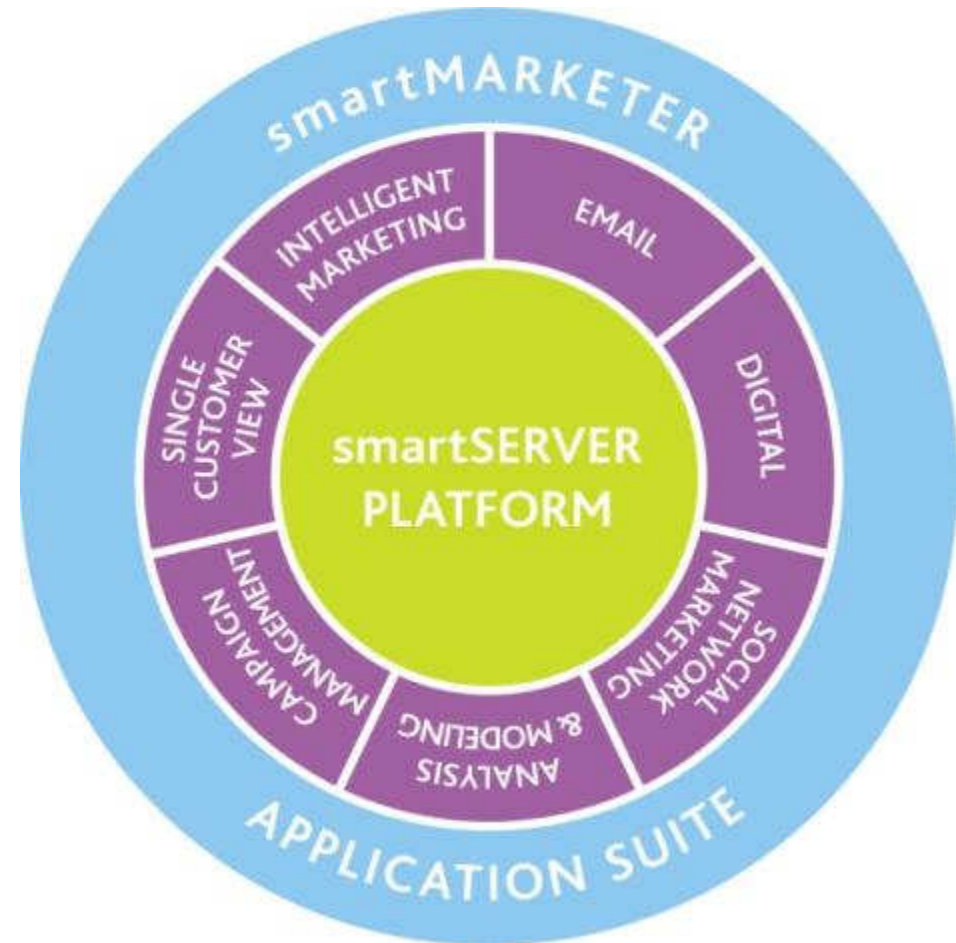 smartMARKETER
EMAIL
DIGITAL
SOCIAL
NETWORK
MARKETING
ANALYSIS
& MODELING
CAMPAIGN
MANAGEMENT
SINGLE
CUSTOMER
VIEW
INTELLIGENT
MARKETING
smartSERVER
PLATFORM
APPLICATION SUITE